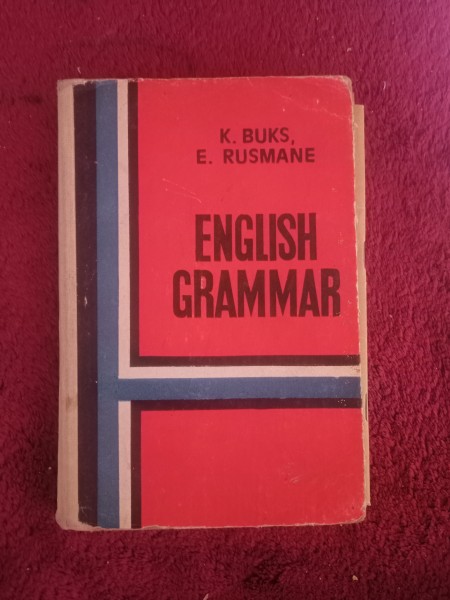 K. BUKS,
E. RUSMANE
ENGLISH
GRAMMAR